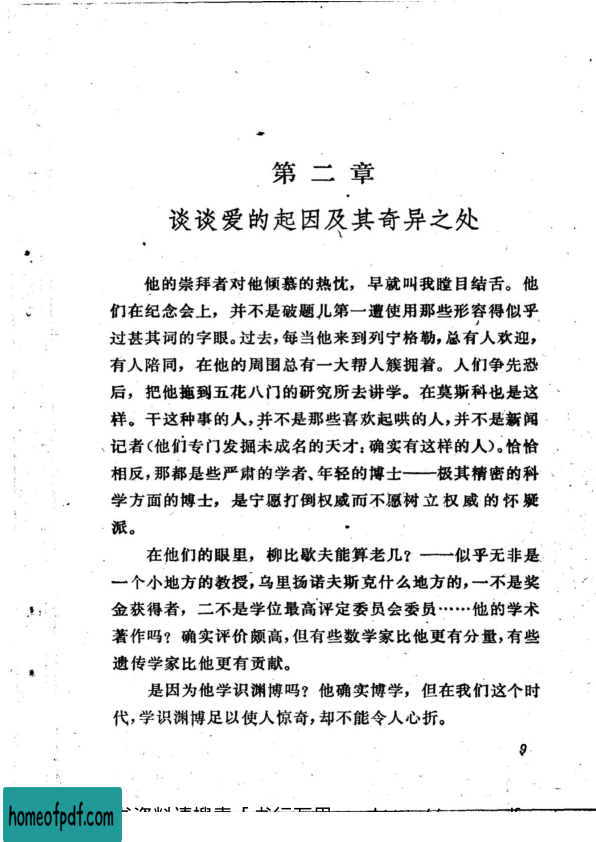 第二章
谈谈爱的起因及其奇异之处
他的崇拜者对他倾慕的热忱，早就叫我瞠目结舌。他
们在纪念会上，并不是破题儿第一遭使用那些形容得似乎
过甚其词的字眼。过去，每当他来到列宁格勒，总有人欢迎，
有人陪同，在他的周围总有一大帮人簇拥着。人们争先恐
后，把他拖到五花八门的研究所去讲学。在莫斯科也是这
样。干这种事的人，并不是那些喜欢起哄的人，并不是新闻
记者（他们专门发掘未成名的天才；确实有这样的人）。恰恰
相反，那都是些严肃的学者、年轻的博士——极其精密的科
学方面的博士，是宁愿打倒权威而不愿树立权威的怀疑
派。
在他们的眼里，柳比歇夫能算老几？——似乎无非是
一个小地方的教授，乌里扬诺夫斯克什么地方的，一不是奖
金获得者，二不是学位最高评定委员会委员……他的学术
著作吗？确实评价颇高，但有些数学家比他更有分量，有些
遗传学家比他更有贡献。
是因为他学识渊博吗？他确实博学，但在我们这个时
代，学识渊博足以使人惊奇，却不能令人心折。
9
homeofpdf.com